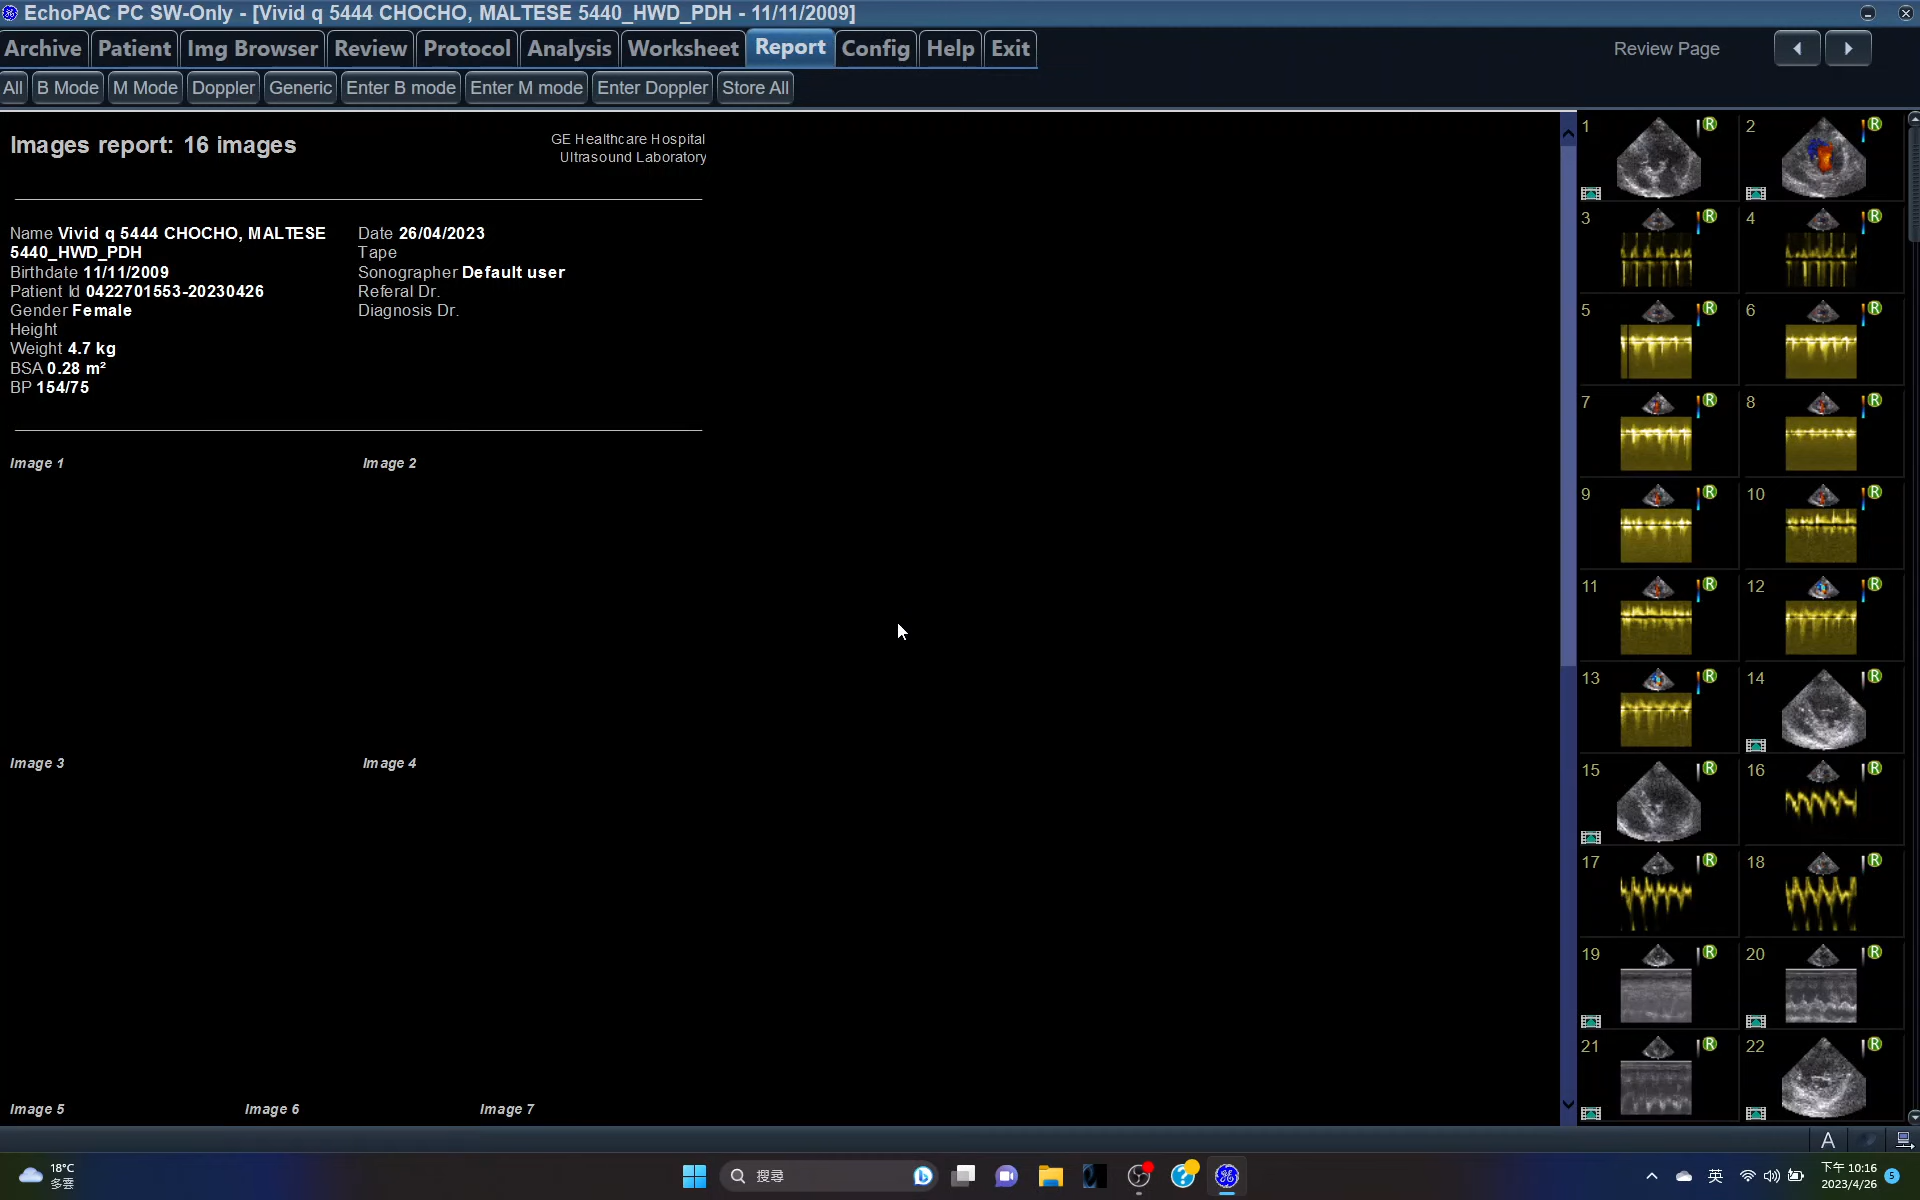 EchoPAC PC SW-Only - [Vivid q 5444 CHOCHO, MALTESE 5440_HWD_PDH - 11/11/2009]
Archive Patient Img Browser Review Protocol Analysis Worksheet Report Config Help Exit
Review Page
All B Mode M Mode Doppler Generic Enter B mode Enter M mode Enter Doppler Store All
Images report: 16 images
GE Healthcare Hospital
Ultrasound Laboratory
Name Vivid q 5444 CHOCHO, MALTESE
5440_HWD_PDH
Birthdate 11/11/2009
Patient Id 0422701553-20230426
Gender Female
Height
Weight 4.7 kg
BSA 0.28 m²
BP 154/75
Date 26/04/2023
Tape
Sonographer Default user
Referal Dr.
Diagnosis Dr.
Image 1 Image 2
Image 3 Image 4
Image 5 Image 6 Image 7
1 R 2 R
3 R 4 R
5 R 6 R
7 R 8 R
9 R 10 R
11 R 12 R
13 R 14 R
15 R 16 R
17 R 18 R
19 R 20 R
21 R 22 R
A
18°C
多雲
搜尋
英
下午 10:16
2023/4/26
5